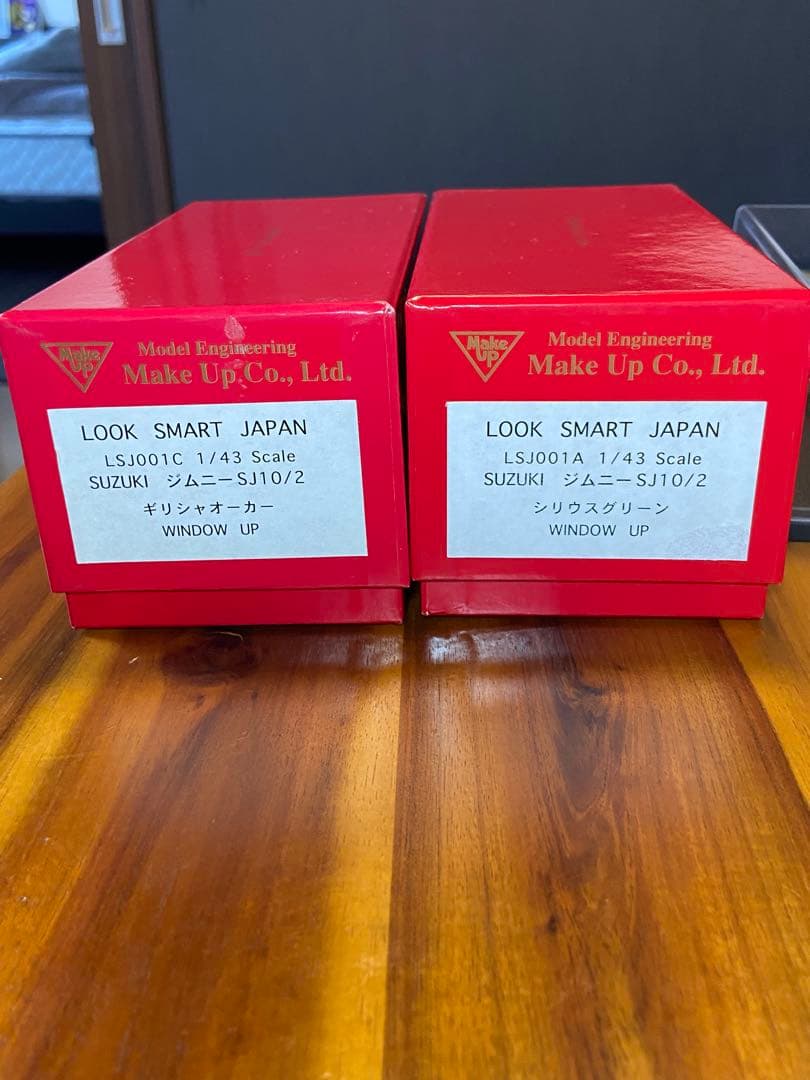 Make Up
Model Engineering
Make Up Co., Ltd.
LOOK SMART JAPAN
LSJ001C 1/43 Scale
SUZUKI ジムニーSJ10/2
ギリシャオーカー
WINDOW UP
Make Up
Model Engineering
Make Up Co., Ltd.
LOOK SMART JAPAN
LSJ001A 1/43 Scale
SUZUKI ジムニーSJ10/2
シリウスグリーン
WINDOW UP